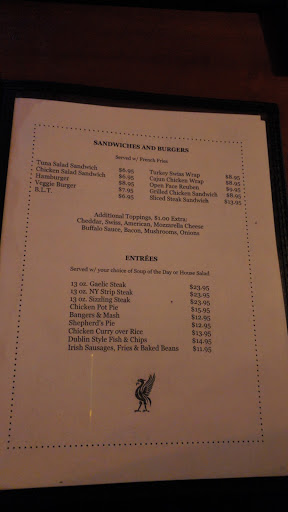 SANDWICHES AND BURGERS
Served w/ French Fries
Tuna Salad Sandwich $6.95
Chicken Salad Sandwich $6.95
Hamburger $8.95
Veggie Burger $7.95
B.L.T. $6.95
Turkey Swiss Wrap $8.95
Cajun Chicken Wrap $8.95
Open Face Reuben $9.95
Grilled Chicken Sandwich $8.95
Sliced Steak Sandwich $13.95
Additional Toppings, $1.00 Extra:
Cheddar, Swiss, American, Mozzarella Cheese
Buffalo Sauce, Bacon, Mushrooms, Onions
ENTRÉES
Served w/ your choice of Soup of the Day or House Salad
13 oz. Gaelic Steak $23.95
13 oz. NY Strip Steak $23.95
13 oz. Sizzling Steak $23.95
Chicken Pot Pie $15.95
Bangers & Mash $12.95
Shepherd's Pie $12.95
Chicken Curry over Rice $13.95
Dublin Style Fish & Chips $14.95
Irish Sausages, Fries & Baked Beans $11.95